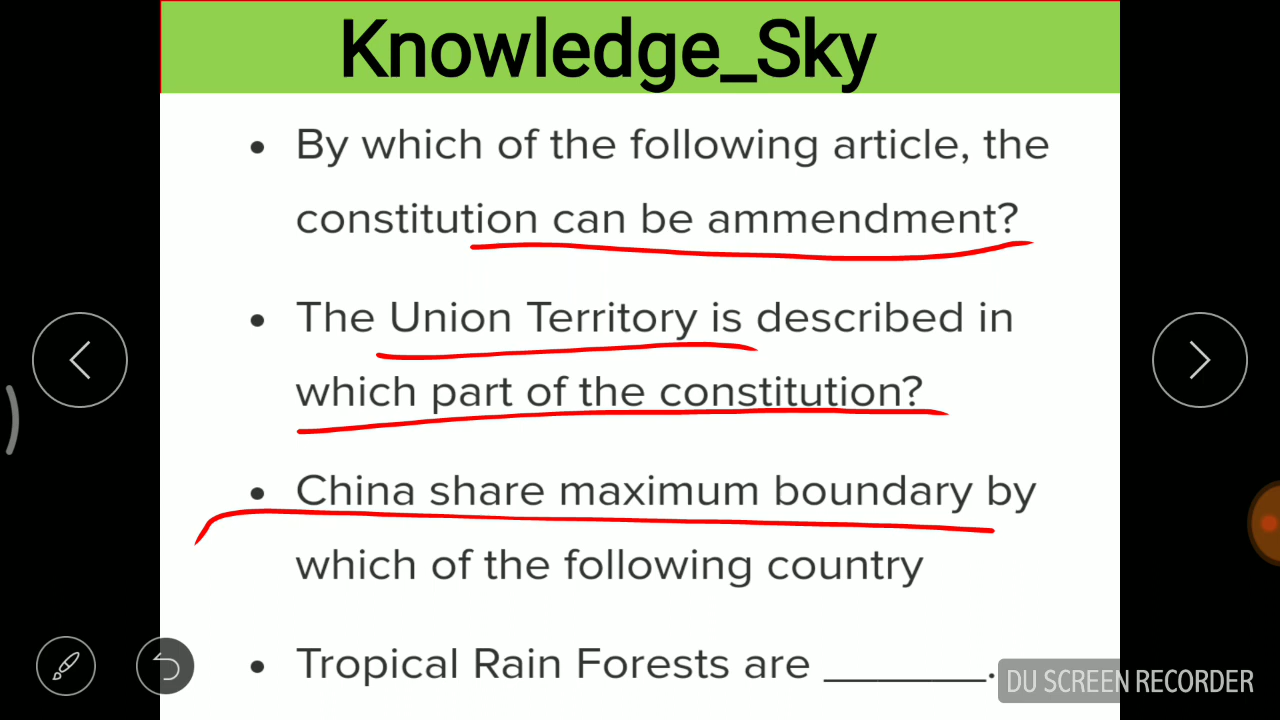 Knowledge_Sky
• By which of the following article, the
constitution can be ammendment?
• The Union Territory is described in
which part of the constitution?
• China share maximum boundary by
which of the following country
• Tropical Rain Forests are _______.
DU SCREEN RECORDER